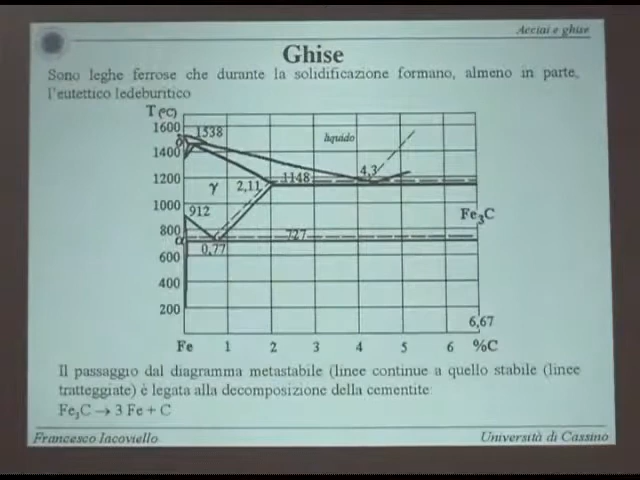 Acciai e ghise
Ghise
Sono leghe ferrose che durante la solidificazione formano, almeno in parte,
l'eutettico ledeburitico
T (°C)
1600
1538
liquido
δ
1400
4,3
1200
2,11
1148
γ
1000
912
Fe3C
800
727
α
0,77
600
400
200
6,67
Fe 1 2 3 4 5 6 %C
Il passaggio dal diagramma metastabile (linee continue a quello stabile (linee
tratteggiate) è legata alla decomposizione della cementite:
Fe3C → 3 Fe + C
Francesco Iacoviello
Università di Cassino